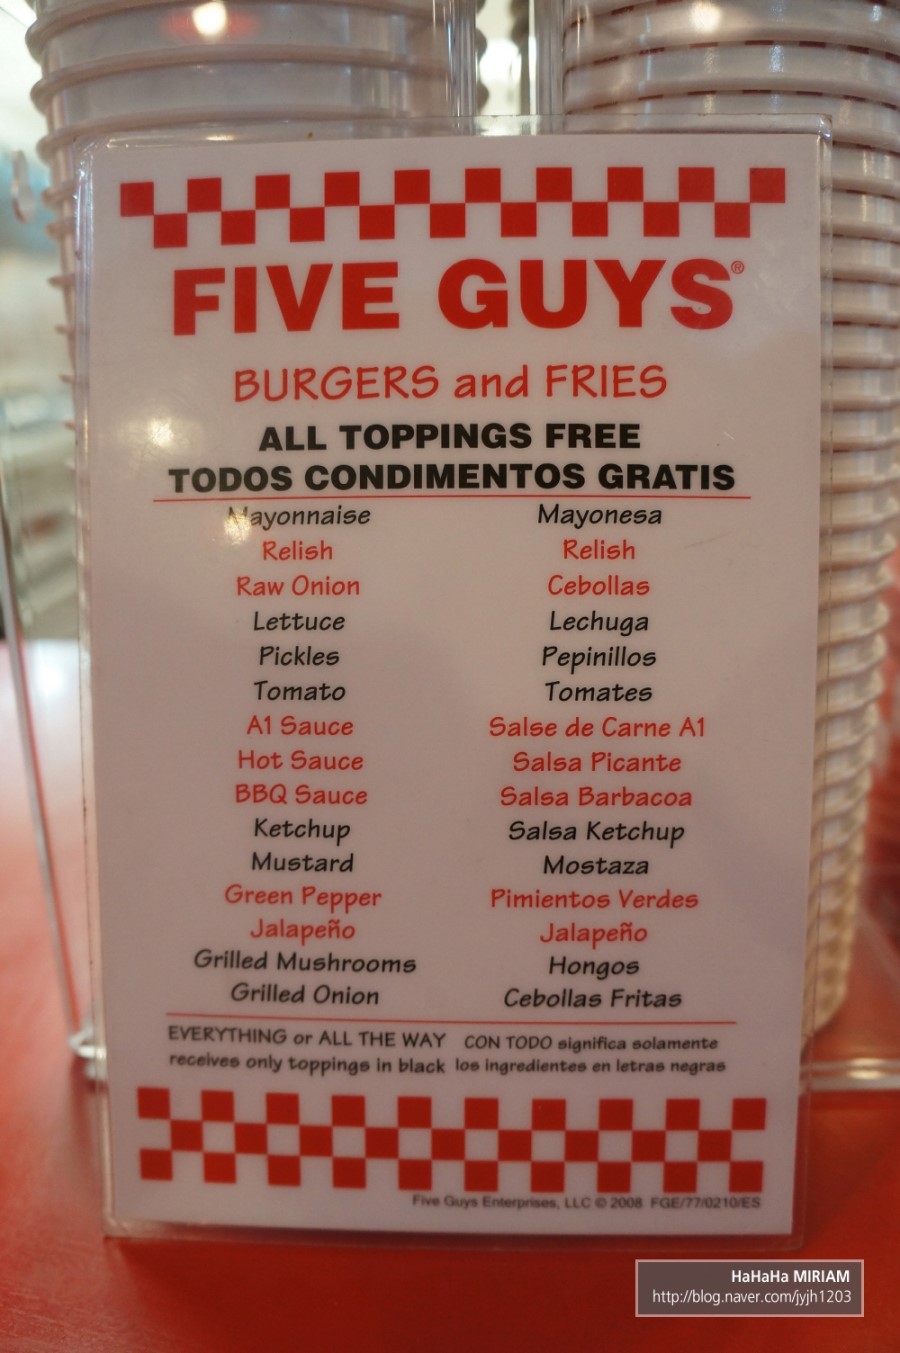 FIVE GUYS®
BURGERS and FRIES
ALL TOPPINGS FREE
TODOS CONDIMENTOS GRATIS
Mayonnaise Mayonesa
Relish Relish
Raw Onion Cebollas
Lettuce Lechuga
Pickles Pepinillos
Tomato Tomates
A1 Sauce Salse de Carne A1
Hot Sauce Salsa Picante
BBQ Sauce Salsa Barbacoa
Ketchup Salsa Ketchup
Mustard Mostaza
Green Pepper Pimientos Verdes
Jalapeño Jalapeño
Grilled Mushrooms Hongos
Grilled Onion Cebollas Fritas
EVERYTHING or ALL THE WAY CON TODO significa solamente
receives only toppings in black los ingredientes en letras negras
Five Guys Enterprises, LLC © 2008 FGE/77/0210/ES
HaHaHa MIRIAM
http://blog.naver.com/jyjh1203